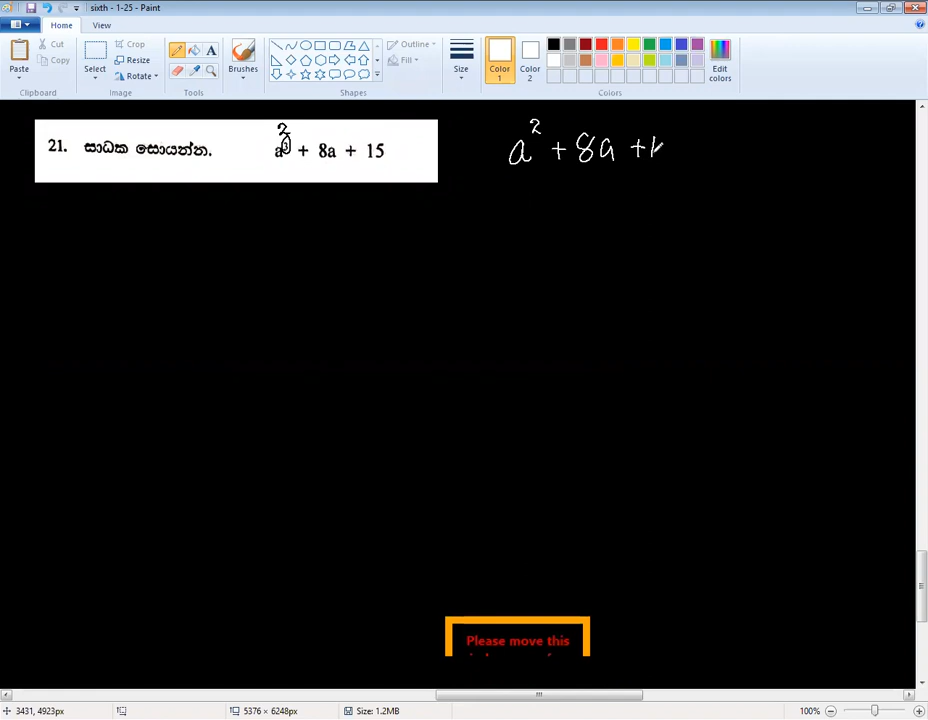 sixth - 1-25 - Paint
Home View
Paste
Cut
Copy
Clipboard
Select
Crop
Resize
Rotate
Image
A
Tools
Brushes
Shapes
Outline
Fill
Size
Color 1
Color 2
Edit colors
Colors
21. සාධක සොයන්න. a² + 8a + 15
a² + 8a +
Please move this
3431, 4923px
5376 × 6248px
Size: 1.2MB
100%